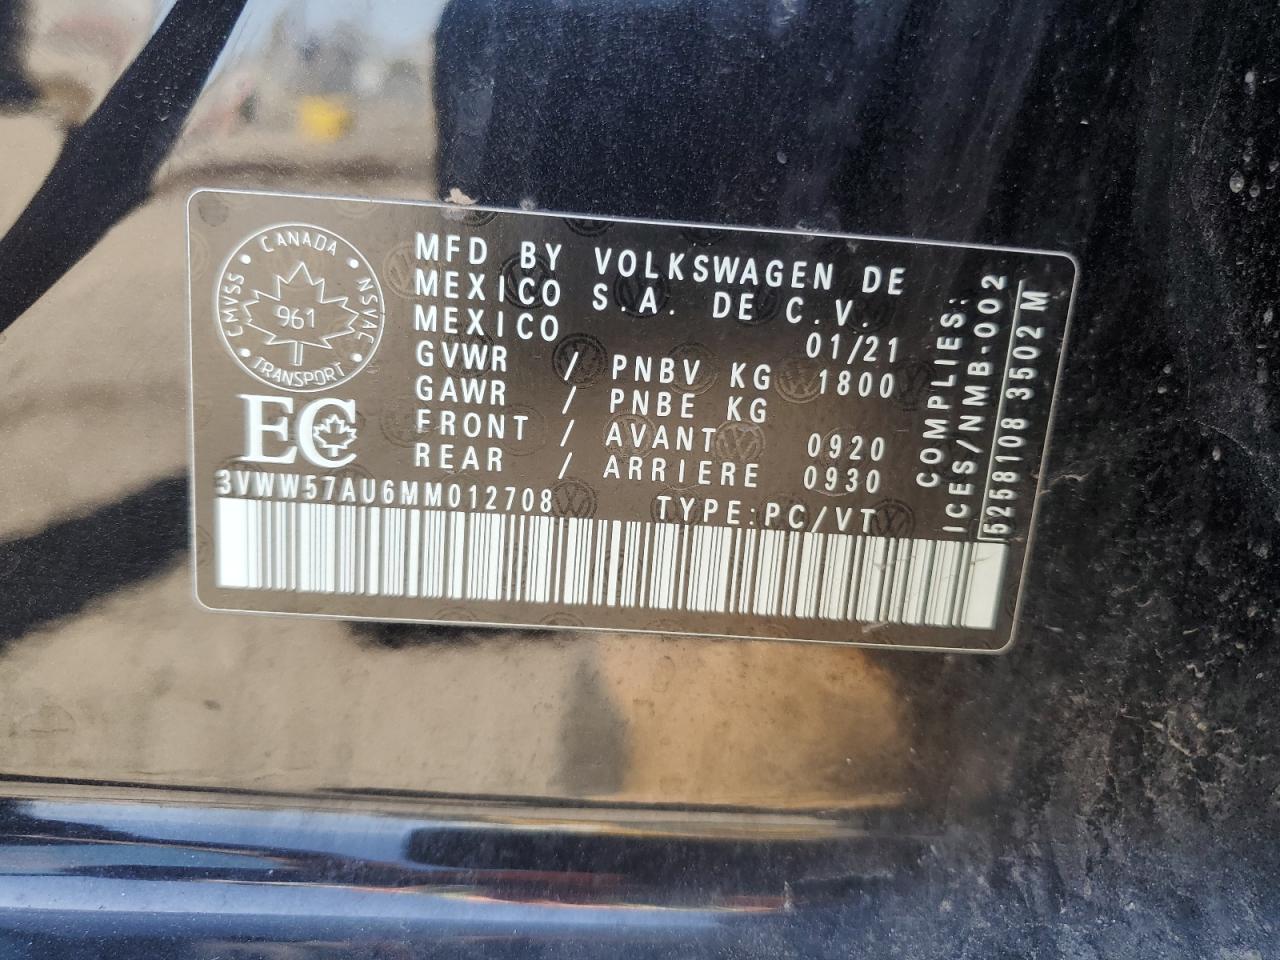 CANADA
CMVSS
NSVAC
961
TRANSPORT
EC
MFD BY VOLKSWAGEN DE
MEXICO S.A. DE C.V.
MEXICO 01/21
GVWR / PNBV KG 1800
GAWR / PNBE KG
FRONT / AVANT 0920
REAR / ARRIERE 0930
3VWW57AU6MM012708 TYPE:PC/VT
COMPLIES:
ICES/NMB-002
5258108 3502 M